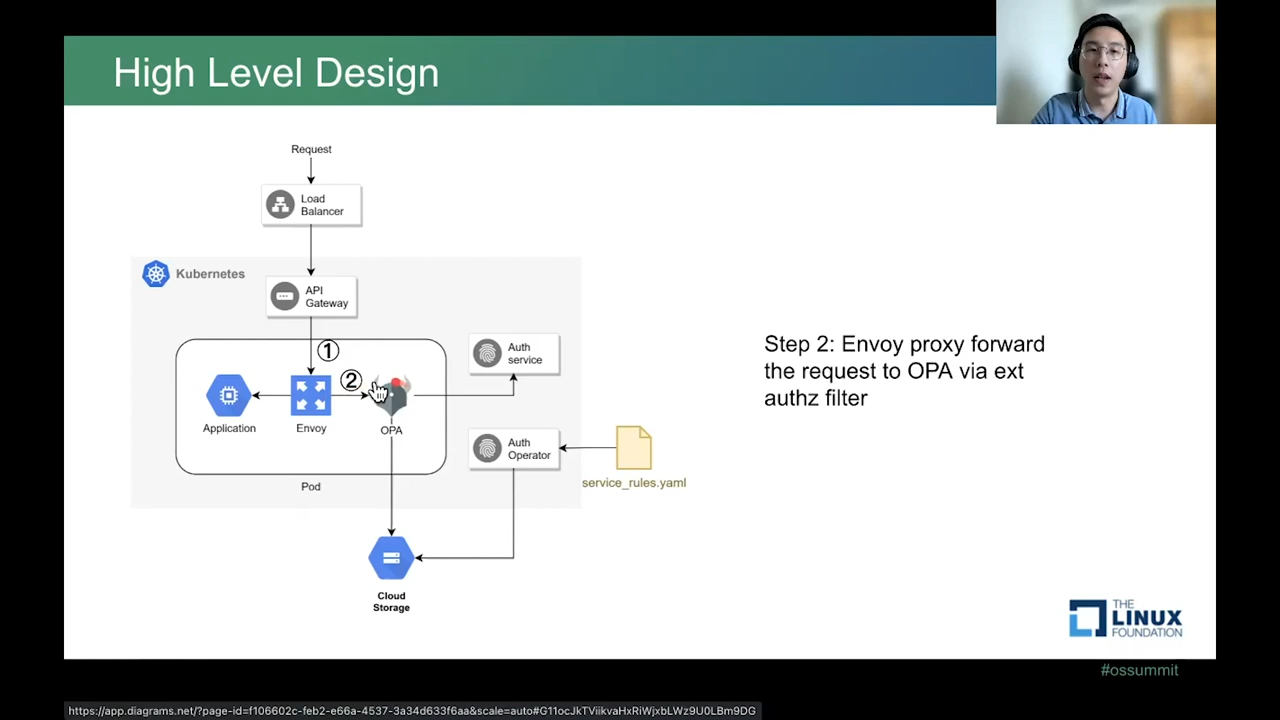 High Level Design
Request
Load
Balancer
Kubernetes
API
Gateway
①
Auth
service
②
Application
Envoy
OPA
Auth
Operator
service_rules.yaml
Pod
Cloud
Storage
Step 2: Envoy proxy forward
the request to OPA via ext
authz filter
THE
LINUX
FOUNDATION
#ossummit
https://app.diagrams.net/?page-id=f106602c-feb2-e66a-4537-3a34d633f6aa&scale=auto#G11ocJkTViikvaHxRiWjxbLWz9U0LBm9DG